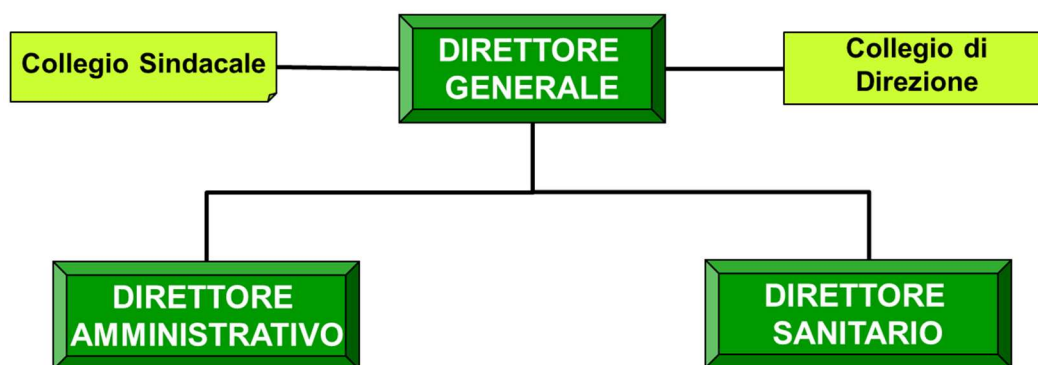 Collegio Sindacale
DIRETTORE
GENERALE
Collegio di
Direzione
DIRETTORE
AMMINISTRATIVO
DIRETTORE
SANITARIO